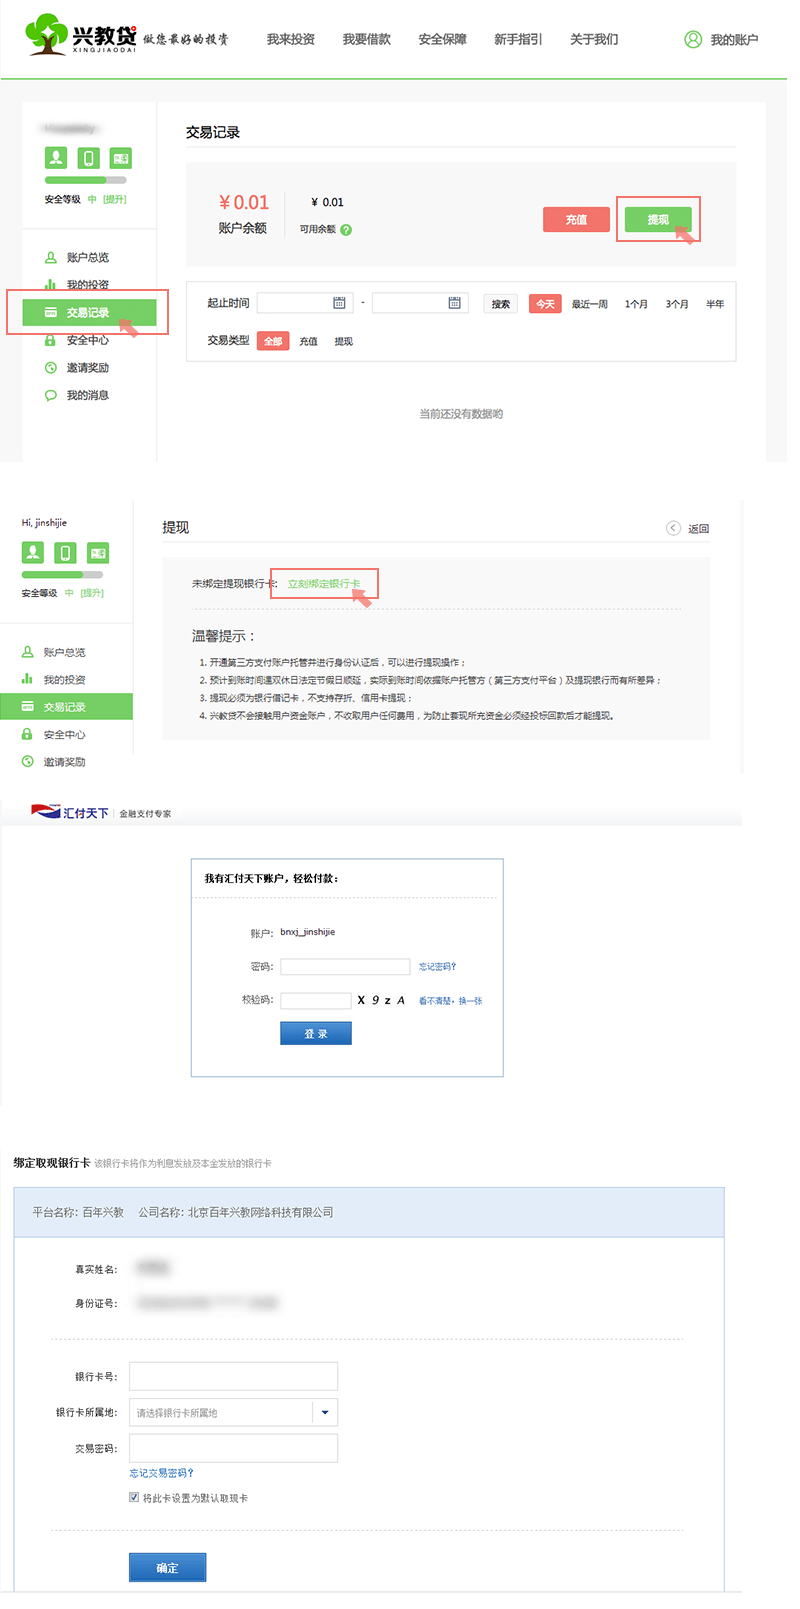 兴教贷 做您最好的投资 我来投资 我要借款 安全保障 新手指引 关于我们 我的账户
XINGJIAODAI
交易记录
安全等级 中 [提升]
¥0.01 ¥ 0.01
账户余额 可用余额 ? 充值 提现
账户总览
我的投资
交易记录
安全中心
邀请奖励
我的消息
起止时间 - 搜索 今天 最近一周 1个月 3个月 半年
交易类型 全部 充值 提现
当前还没有数据哟
Hi, jinshijie
安全等级 中 [提升]
账户总览
我的投资
交易记录
安全中心
邀请奖励
提现 返回
未绑定提现银行卡: 立刻绑定银行卡
温馨提示：
1. 开通第三方支付账户托管并进行身份认证后，可以进行提现操作；
2. 预计到账时间遇双休日法定节假日顺延，实际到账时间依据账户托管方（第三方支付平台）及提现银行而有所差异；
3. 提现必须为银行借记卡，不支持存折、信用卡提现；
4. 兴教贷不会接触用户资金账户，不收取用户任何费用，为防止套现所充资金必须经投标回款后才能提现。
汇付天下 金融支付专家
我有汇付天下账户，轻松付款：
账户: bnxj_jinshijie
密码: 忘记密码?
校验码: X 9 z A 看不清楚，换一张
登 录
绑定取现银行卡 该银行卡将作为利息发放及本金发放的银行卡
平台名称: 百年兴教 公司名称: 北京百年兴教网络科技有限公司
真实姓名:
身份证号:
银行卡号:
银行卡所属地: 请选择银行卡所属地
交易密码:
忘记交易密码?
将此卡设置为默认取现卡
确定